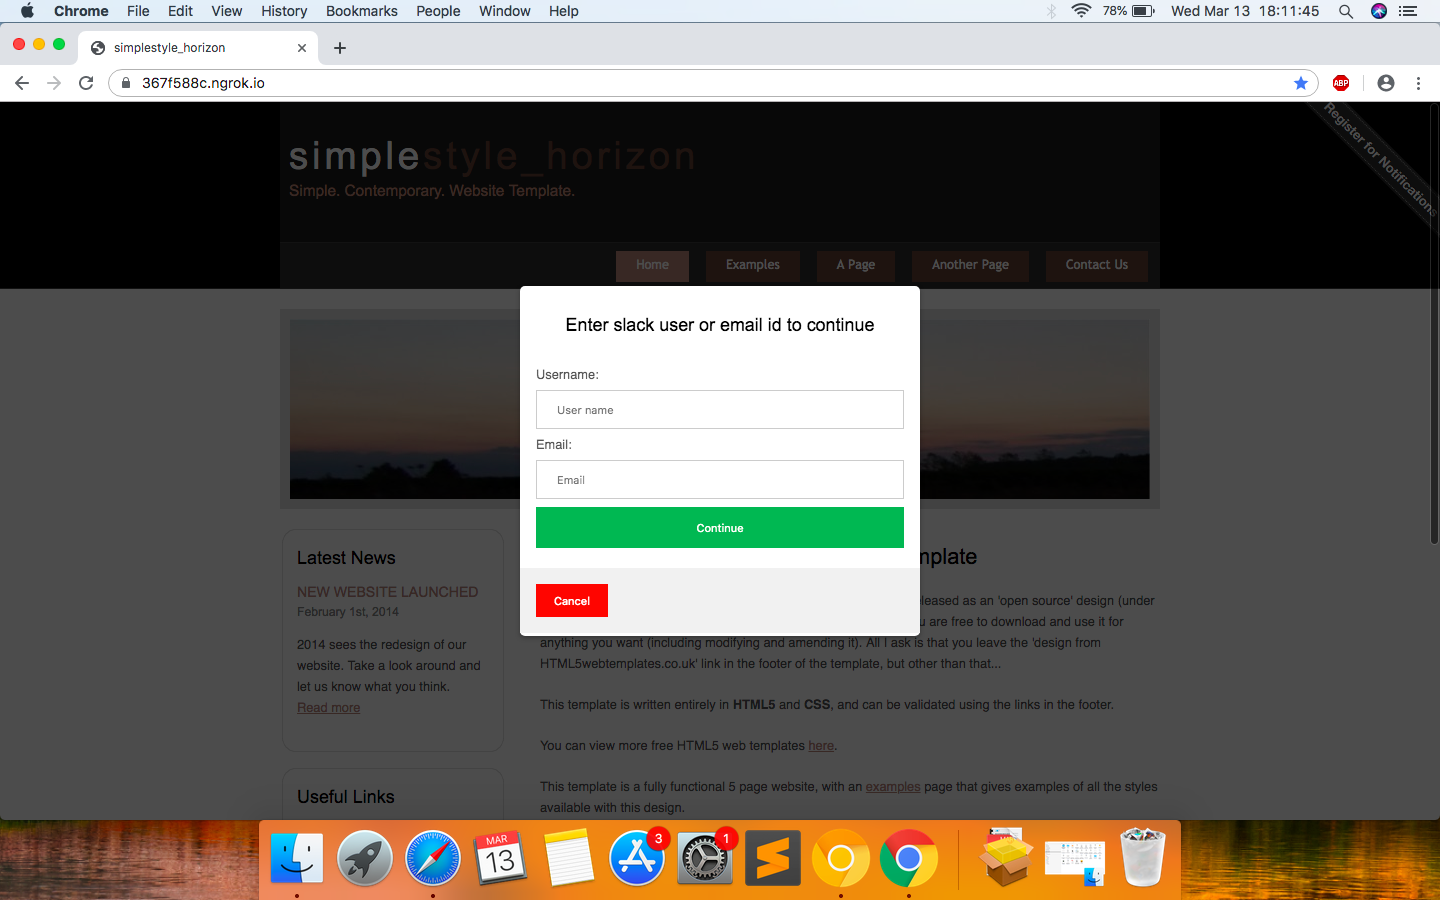 Chrome File Edit View History Bookmarks People Window Help 78% Wed Mar 13 18:11:45
simplestyle_horizon
367f588c.ngrok.io
ABP
Register for Notifications
simplestyle_horizon
Simple. Contemporary. Website Template.
Home Examples A Page Another Page Contact Us
Enter slack user or email id to continue
Username:
User name
Email:
Email
Continue
Cancel
Latest News
NEW WEBSITE LAUNCHED
February 1st, 2014
2014 sees the redesign of our
website. Take a look around and
let us know what you think.
Read more
Useful Links
mplate
leased as an 'open source' design (under
u are free to download and use it for
anything you want (including modifying and amending it). All I ask is that you leave the 'design from
HTML5webtemplates.co.uk' link in the footer of the template, but other than that...
This template is written entirely in HTML5 and CSS, and can be validated using the links in the footer.
You can view more free HTML5 web templates here.
This template is a fully functional 5 page website, with an examples page that gives examples of all the styles
available with this design.
MAR
13
3
1